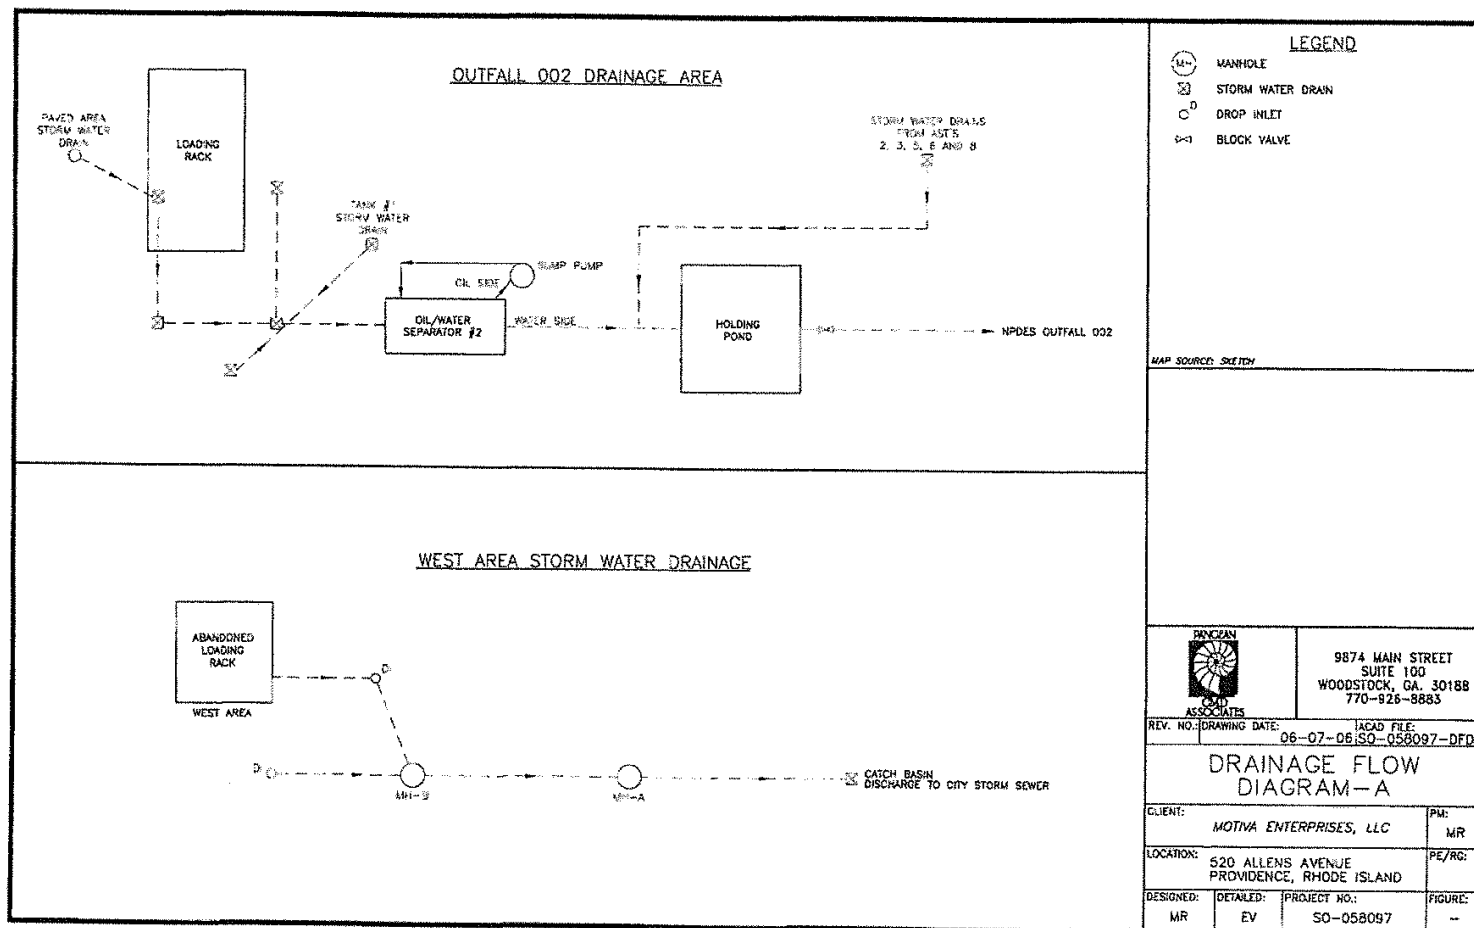 OUTFALL 002 DRAINAGE AREA
PAVED AREA
STORM WATER
DRAIN
LOADING
RACK
TANK #1
STORM WATER
DRAIN
STORM WATER DRAINS
FROM AST'S
2, 3, 5, 6 AND 8
SUMP PUMP
OIL SIDE
OIL/WATER
SEPARATOR #2
WATER SIDE
HOLDING
POND
NPDES OUTFALL 002
WEST AREA STORM WATER DRAINAGE
ABANDONED
LOADING
RACK
WEST AREA
D
D
MH-B
MH-A
CATCH BASIN
DISCHARGE TO CITY STORM SEWER
LEGEND
MH MANHOLE
STORM WATER DRAIN
D DROP INLET
BLOCK VALVE
MAP SOURCE: SKETCH
PANGEAN
CMD
ASSOCIATES
9874 MAIN STREET
SUITE 100
WOODSTOCK, GA. 30188
770-926-8883
REV. NO.:
DRAWING DATE:
06-07-06
ACAD FILE:
SO-058097-DFD
DRAINAGE FLOW
DIAGRAM-A
CLIENT:
MOTIVA ENTERPRISES, LLC
PM:
MR
LOCATION:
520 ALLENS AVENUE
PROVIDENCE, RHODE ISLAND
PE/RG:
DESIGNED:
MR
DETAILED:
EV
PROJECT NO.:
SO-058097
FIGURE:
--